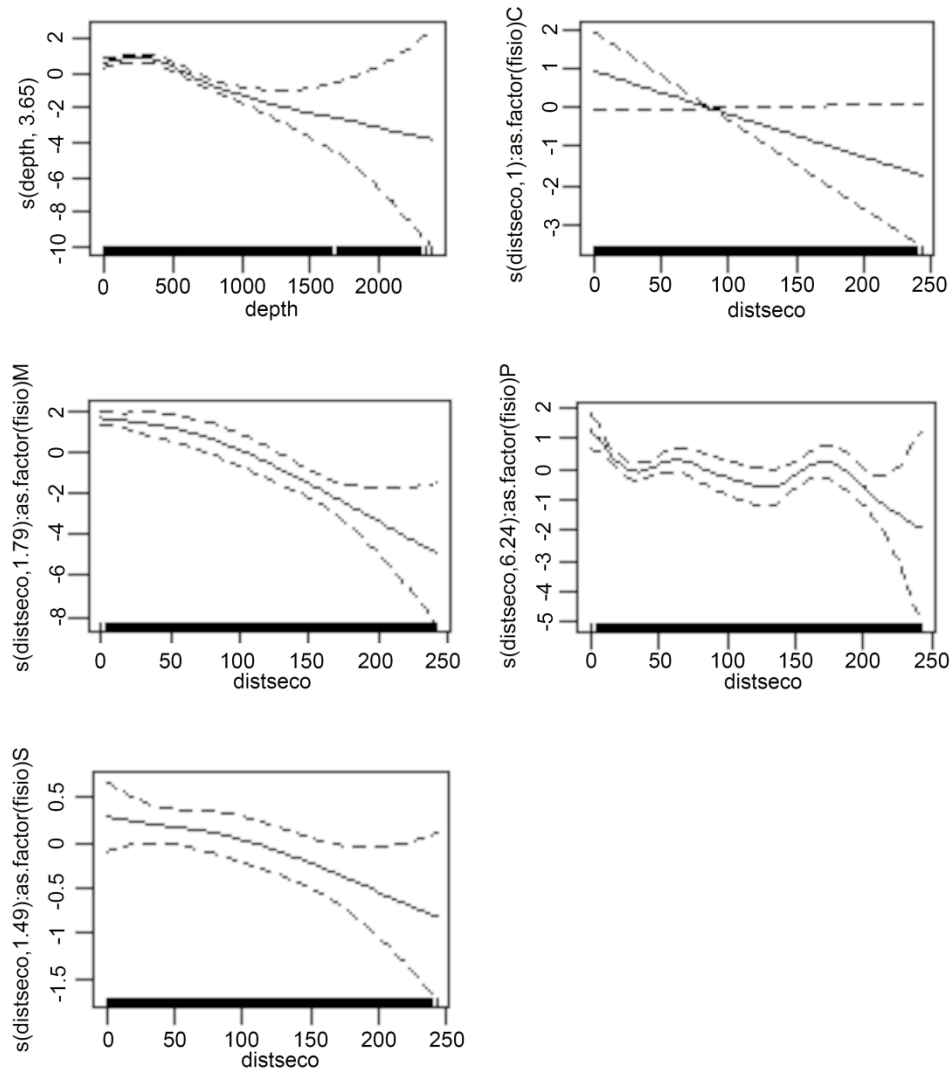 s(depth, 3.65)
2
0
-2
-4
-6
-8
-10
0 500 1000 1500 2000
depth
s(distseco,1):as.factor(fisio)C
2
1
0
-1
-2
-3
0 50 100 150 200 250
distseco
s(distseco,1.79):as.factor(fisio)M
2
0
-2
-4
-6
-8
0 50 100 150 200 250
distseco
s(distseco,6.24):as.factor(fisio)P
2
1
0
-1
-2
-3
-4
-5
0 50 100 150 200 250
distseco
s(distseco,1.49):as.factor(fisio)S
0.5
0
-0.5
-1
-1.5
0 50 100 150 200 250
distseco